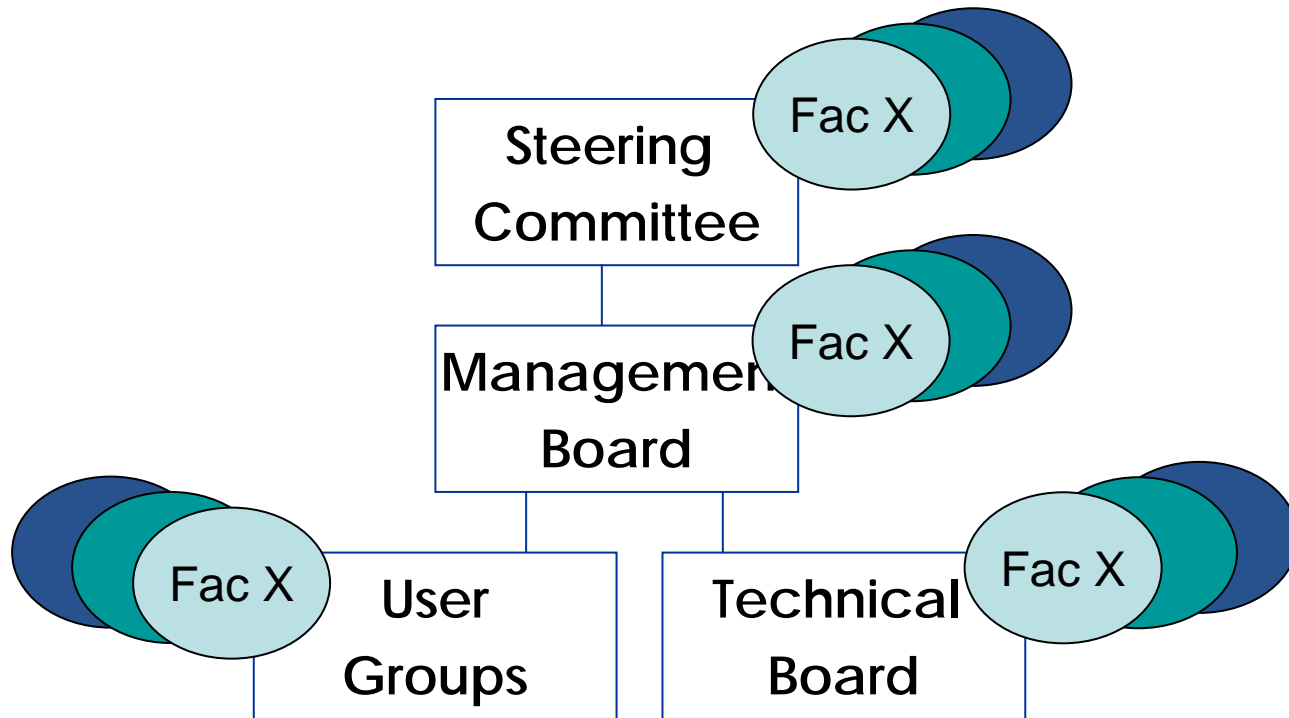 Fac X
Steering
Committee
Fac X
Managemen
Board
Fac X
User
Groups
Fac X
Technical
Board